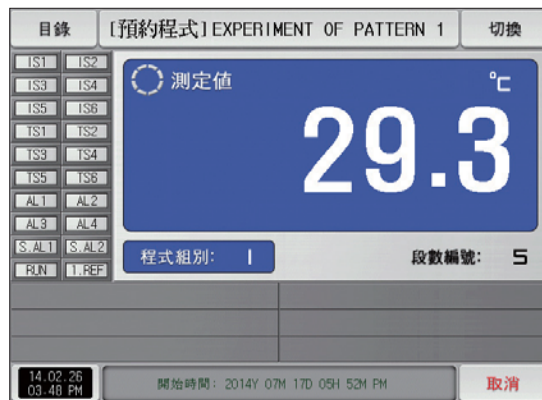 目錄
[預約程式]EXPERIMENT OF PATTERN 1
切換
IS1 IS2
IS3 IS4
IS5 IS6
TS1 TS2
TS3 TS4
TS5 TS6
AL1 AL2
AL3 AL4
S.AL1 S.AL2
RUN 1.REF
測定值
℃
29.3
程式組別: 1
段數編號: 5
14.02.26
03.48 PM
開始時間: 2014Y 07M 17D 05H 52M PM
取消